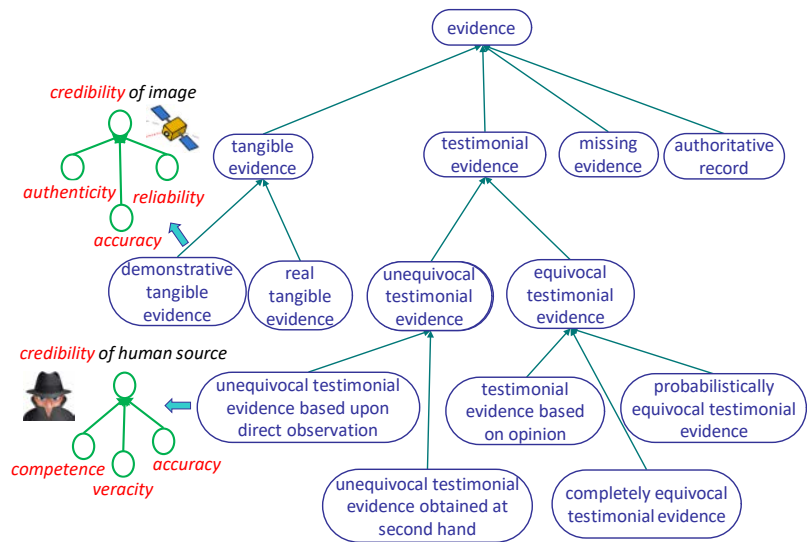 evidence
credibility of image
authenticity
reliability
accuracy
tangible
evidence
testimonial
evidence
missing
evidence
authoritative
record
demonstrative
tangible
evidence
real
tangible
evidence
unequivocal
testimonial
evidence
equivocal
testimonial
evidence
credibility of human source
competence
veracity
accuracy
unequivocal testimonial
evidence based upon
direct observation
testimonial
evidence based
on opinion
probabilistically
equivocal testimonial
evidence
unequivocal testimonial
evidence obtained at
second hand
completely equivocal
testimonial evidence